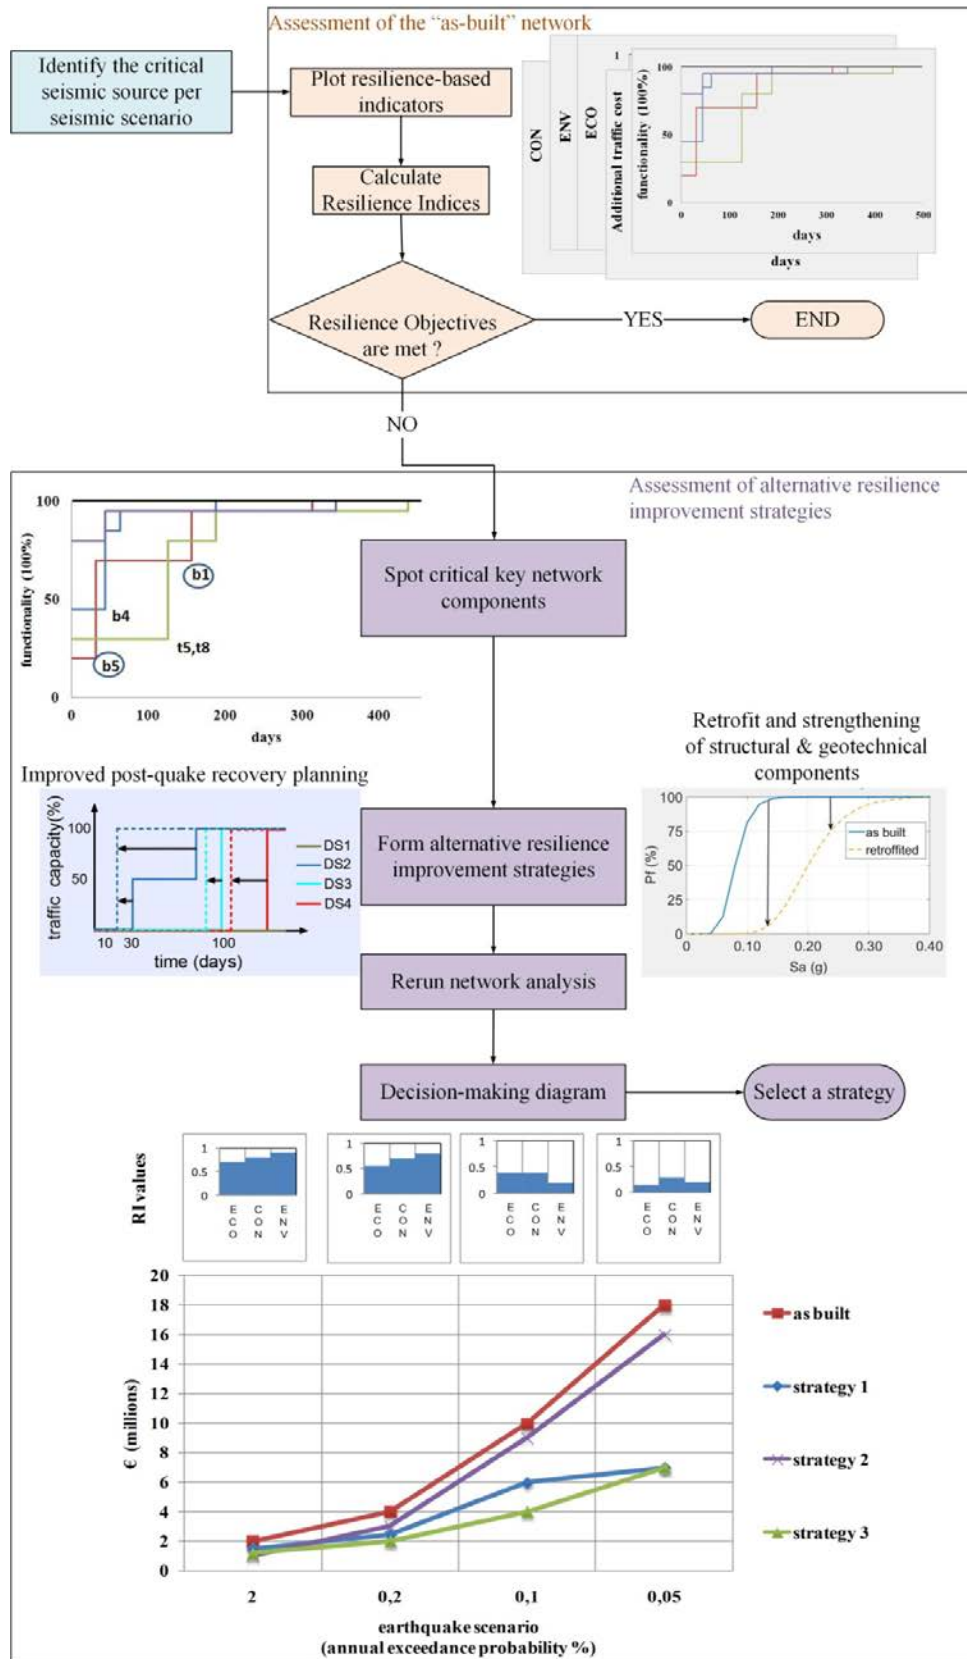 Assessment of the “as-built” network
Identify the critical
seismic source per
seismic scenario
Plot resilience-based
indicators
Calculate
Resilience Indices
Resilience Objectives
are met ?
YES
END
NO
CON
ENV
ECO
Additional traffic cost
1
functionality (100%)
100
50
0
0 100 200 300 400 500
days
days
Assessment of alternative resilience
improvement strategies
functionality (100%)
100
50
0
b1
b4
t5,t8
b5
0 100 200 300 400
days
Spot critical key network
components
Retrofit and strengthening
of structural & geotechnical
components
Improved post-quake recovery planning
traffic capacity(%)
100
50
DS1
DS2
DS3
DS4
10 30 100
time (days)
Form alternative resilience
improvement strategies
Pf (%)
100
75
50
25
0
as built
retroffited
0 0.10 0.20 0.30 0.40
Sa (g)
Rerun network analysis
Decision-making diagram
Select a strategy
RI values
1
0.5
0
ECO CON ENV
1
0.5
0
ECO CON ENV
1
0.5
0
ECO CON ENV
1
0.5
0
ECO CON ENV
€ (millions)
20
18
16
14
12
10
8
6
4
2
0
as built
strategy 1
strategy 2
strategy 3
2 0,2 0,1 0,05
earthquake scenario
(annual exceedance probability %)